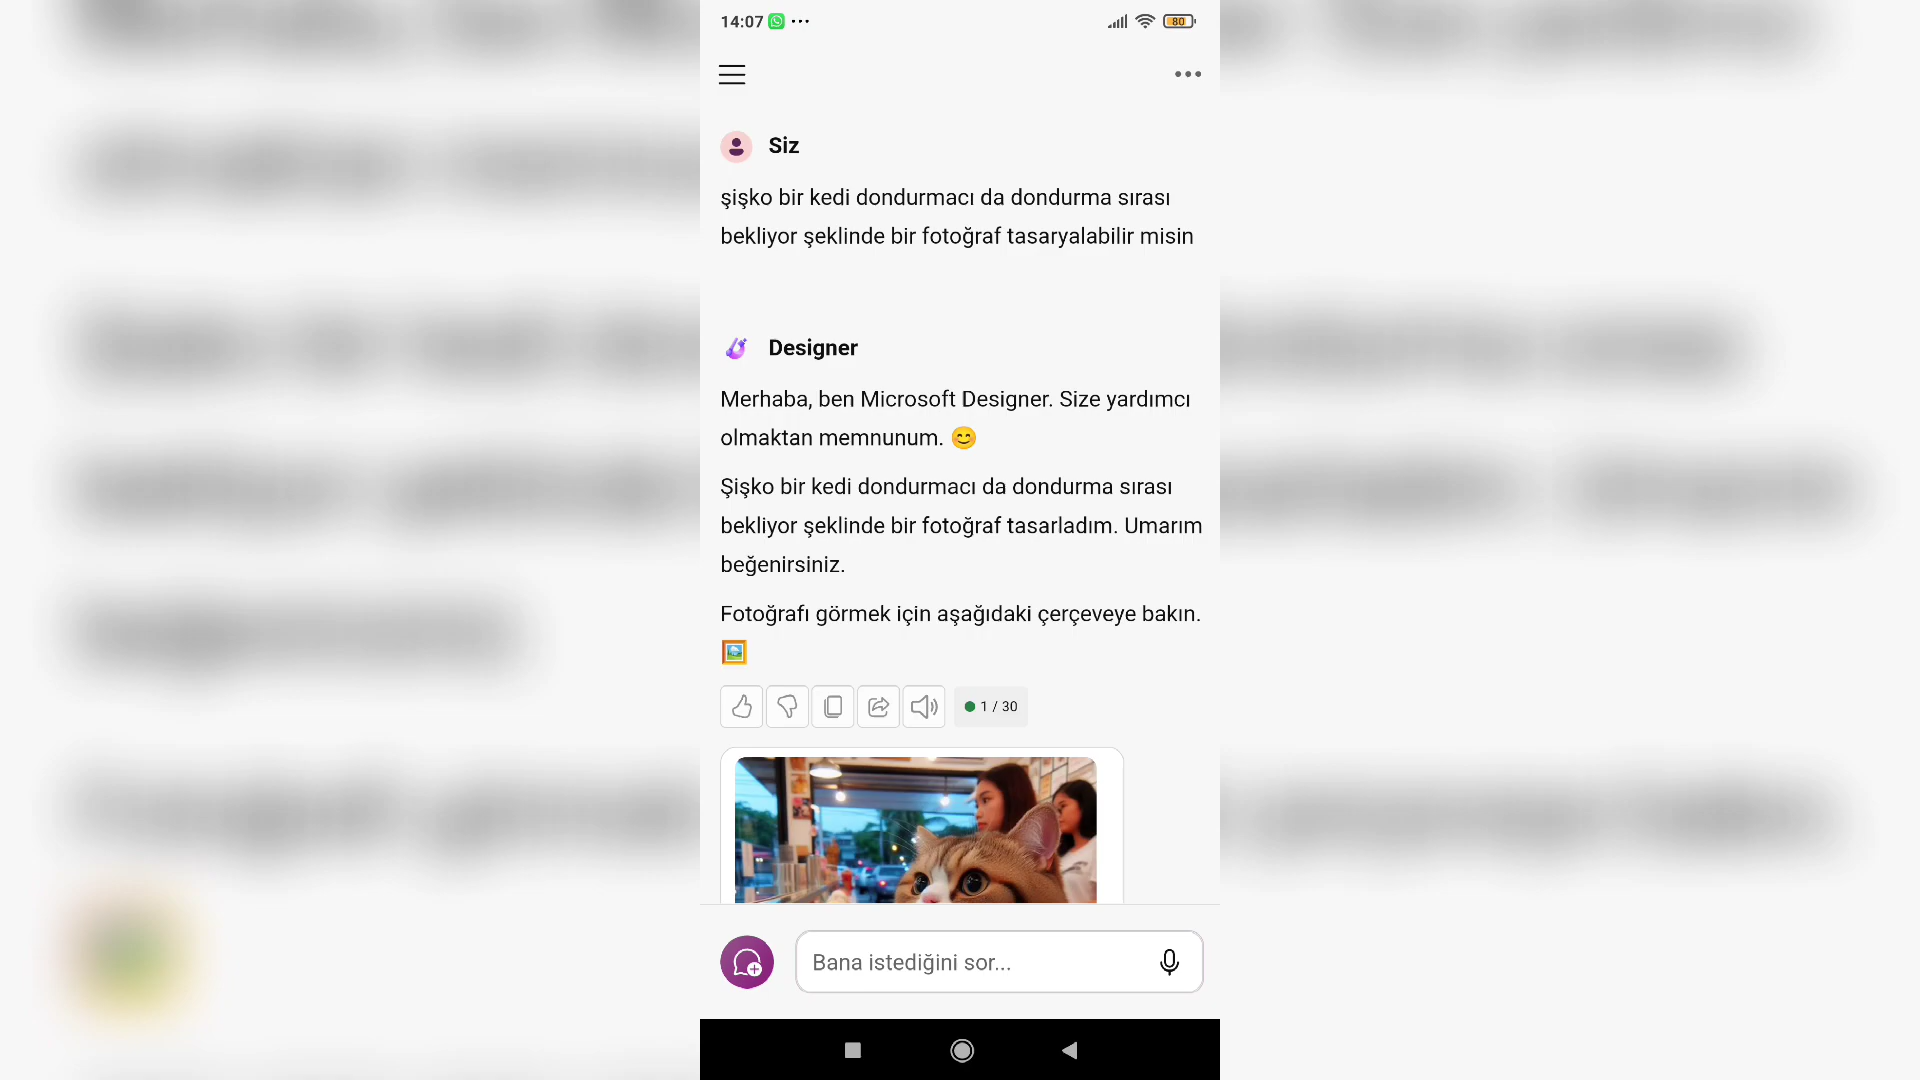 14:07
80
Siz
şişko bir kedi dondurmacı da dondurma sırası
bekliyor şeklinde bir fotoğraf tasaryalabilir misin
Designer
Merhaba, ben Microsoft Designer. Size yardımcı
olmaktan memnunum. 😊
Şişko bir kedi dondurmacı da dondurma sırası
bekliyor şeklinde bir fotoğraf tasarladım. Umarım
beğenirsiniz.
Fotoğrafı görmek için aşağıdaki çerçeveye bakın.
🖼️
1 / 30
Bana istediğini sor...